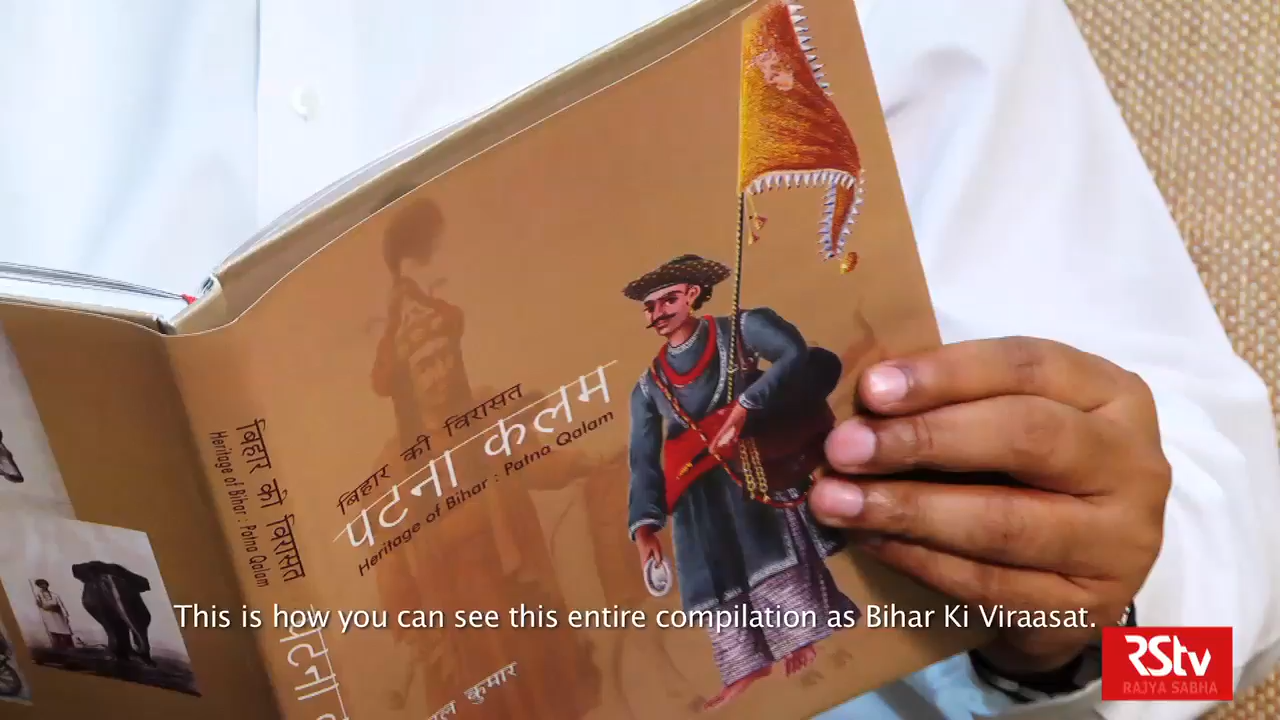 बिहार की विरासत
पटना कलम
Heritage of Bihar : Patna Qalam
कुमार
बिहार की विरासत
Heritage of Bihar : Patna Qalam
पटना
This is how you can see this entire compilation as Bihar Ki Viraasat.
RStv
RAJYA SABHA